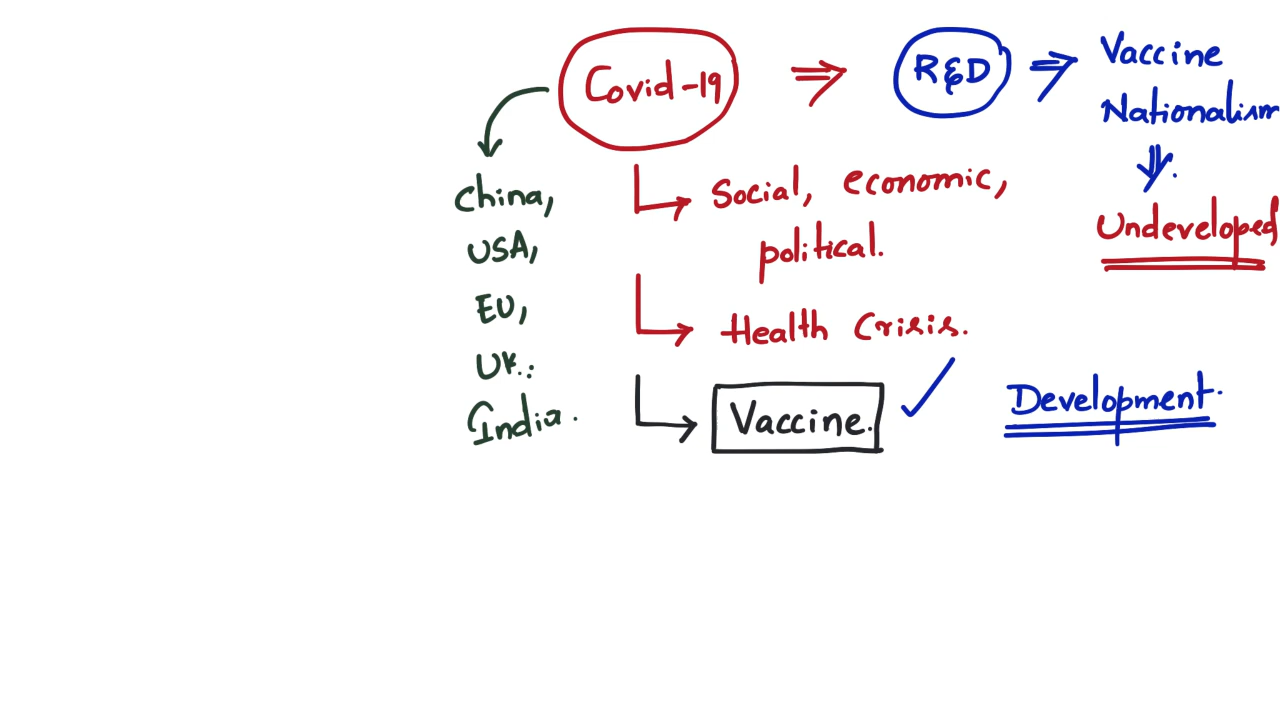 Covid-19 ⇒ R&D ⇒ Vaccine
Nationalism
Undeveloped
China,
USA,
EU,
UK.:
India.
Social, economic,
political.
Health Crisis.
Vaccine.
Development.